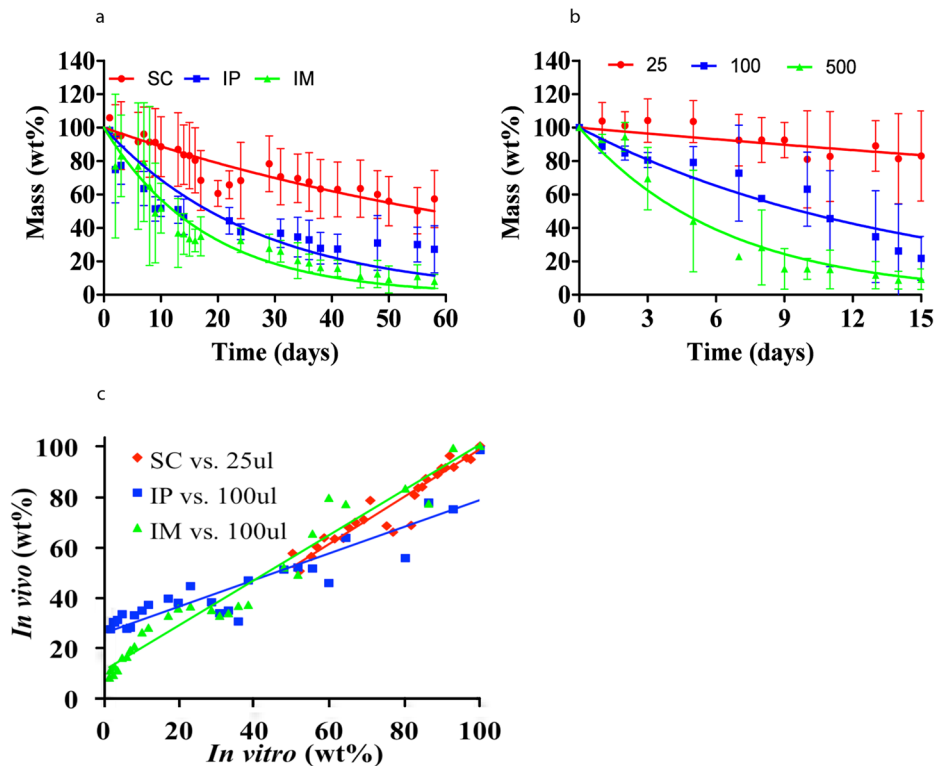 a
140
120
100
80
60
40
20
0
Mass (wt%)
SC IP IM
0 10 20 30 40 50 60
Time (days)
b
140
120
100
80
60
40
20
0
Mass (wt%)
25 100 500
0 3 6 9 12 15
Time (days)
c
100
80
60
40
20
0
In vivo (wt%)
SC vs. 25ul
IP vs. 100ul
IM vs. 100ul
0 20 40 60 80 100
In vitro (wt%)